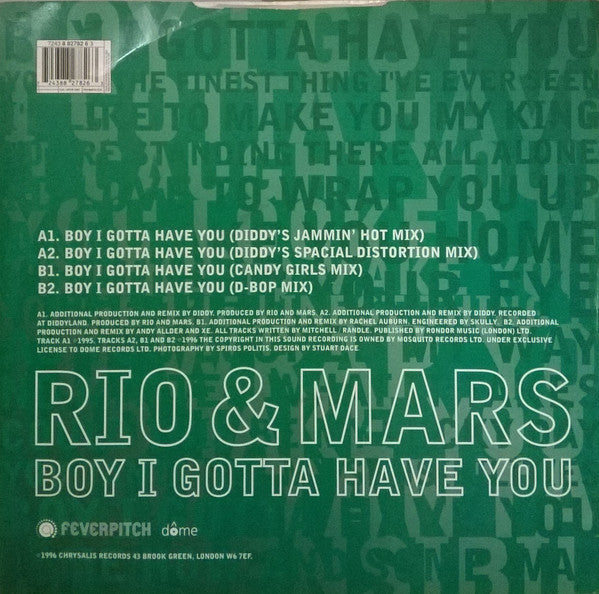 7243 8 82782 6 3
BOY I GOTTA HAVE YOU
THE FINEST THING I'VE EVER SEEN
LIKE TO MAKE YOU MY KING
STANDING THERE ALL ALONE
TO WRAP YOU UP
HOME
A1. BOY I GOTTA HAVE YOU (DIDDY'S JAMMIN' HOT MIX)
A2. BOY I GOTTA HAVE YOU (DIDDY'S SPACIAL DISTORTION MIX)
B1. BOY I GOTTA HAVE YOU (CANDY GIRLS MIX)
B2. BOY I GOTTA HAVE YOU (D-BOP MIX)
A1. ADDITIONAL PRODUCTION AND REMIX BY DIDDY. PRODUCED BY RIO AND MARS. A2. ADDITIONAL PRODUCTION AND REMIX BY DIDDY. RECORDED
AT DIDDYLAND. PRODUCED BY RIO AND MARS. B1. ADDITIONAL PRODUCTION AND REMIX BY RACHEL AUBURN. ENGINEERED BY SKULLY. B2. ADDITIONAL
PRODUCTION AND REMIX BY ANDY ALLDER AND XE. ALL TRACKS WRITTEN BY MITCHELL / RANDLE. PUBLISHED BY RONDOR MUSIC (LONDON) LTD.
TRACK A1 ℗1995. TRACKS A2, B1 AND B2 ℗1996 THE COPYRIGHT IN THIS SOUND RECORDING IS OWNED BY MOSQUITO RECORDS LTD. UNDER EXCLUSIVE
LICENSE TO DOME RECORDS LTD. PHOTOGRAPHY BY SPIROS POLITIS. DESIGN BY STUART DACE.
RIO & MARS
BOY I GOTTA HAVE YOU
FEVERPITCH dôme
©1996 CHRYSALIS RECORDS 43 BROOK GREEN, LONDON W6 7EF.